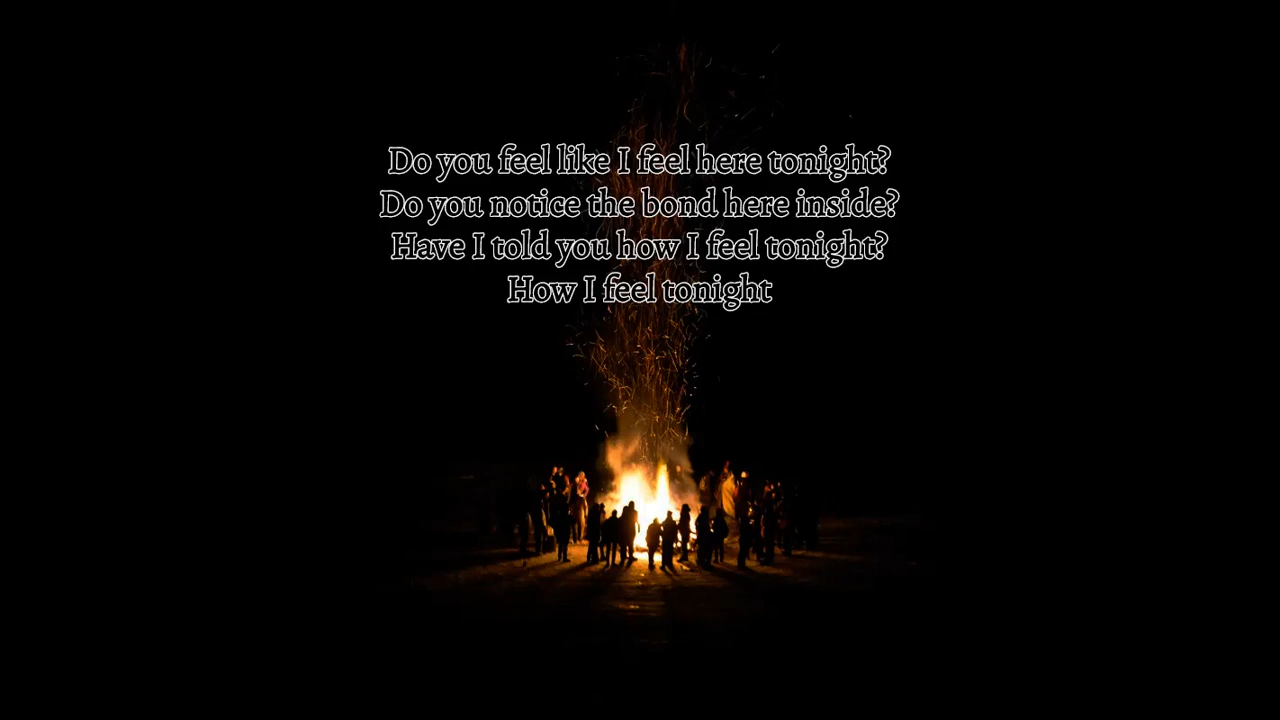 Do you feel like I feel here tonight?
Do you notice the bond here inside?
Have I told you how I feel tonight?
How I feel tonight